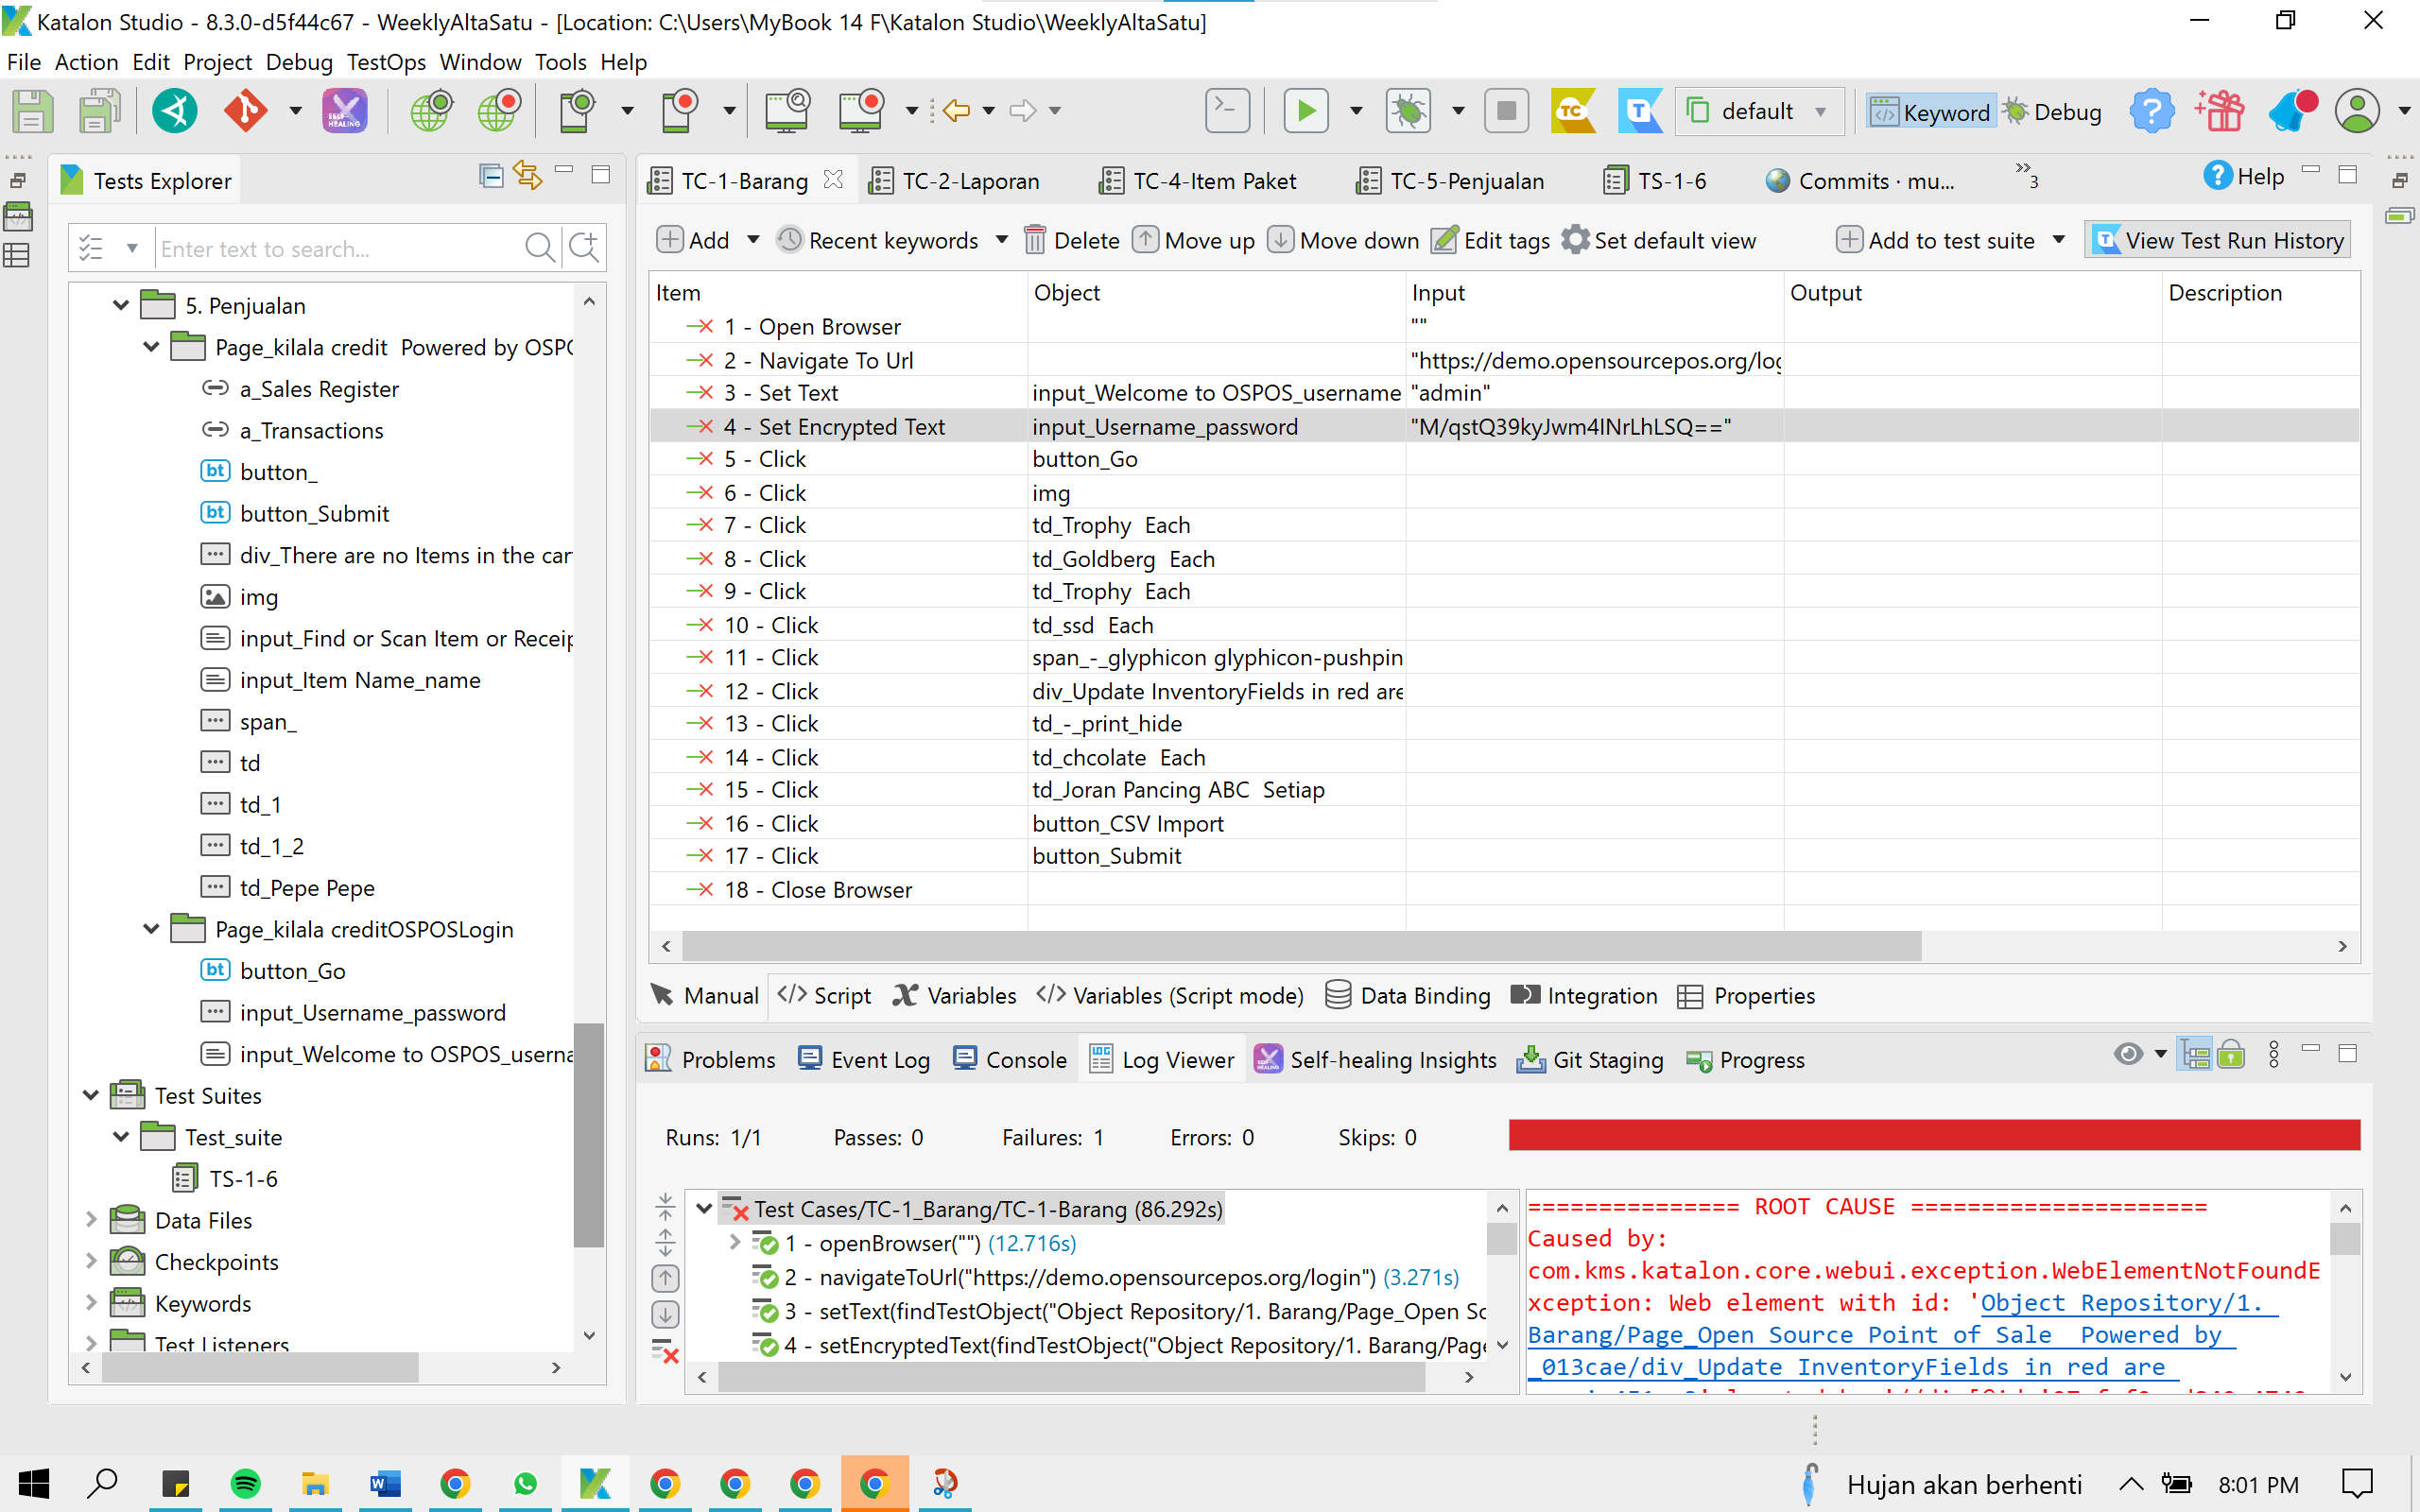 Katalon Studio - 8.3.0-d5f44c67 - WeeklyAltaSatu - [Location: C:\Users\MyBook 14 F\Katalon Studio\WeeklyAltaSatu]
File Action Edit Project Debug TestOps Window Tools Help
SELF HEALING
TC
default
Keyword
Debug
Tests Explorer
TC-1-Barang
TC-2-Laporan
TC-4-Item Paket
TC-5-Penjualan
TS-1-6
Commits · mu...
3
Help
Enter text to search...
Add
Recent keywords
Delete
Move up
Move down
Edit tags
Set default view
Add to test suite
View Test Run History
5. Penjualan
Page_kilala credit  Powered by OSPO
a_Sales Register
a_Transactions
bt button_
bt button_Submit
div_There are no Items in the car
img
input_Find or Scan Item or Receip
input_Item Name_name
span_
td
td_1
td_1_2
td_Pepe Pepe
Page_kilala creditOSPOSLogin
bt button_Go
input_Username_password
input_Welcome to OSPOS_userna
Test Suites
Test_suite
TS-1-6
Data Files
Checkpoints
Keywords
Test Listeners
Item Object Input Output Description
1 - Open Browser ""
2 - Navigate To Url "https://demo.opensourcepos.org/log
3 - Set Text input_Welcome to OSPOS_username "admin"
4 - Set Encrypted Text input_Username_password "M/qstQ39kyJwm4INrLhLSQ=="
5 - Click button_Go
6 - Click img
7 - Click td_Trophy  Each
8 - Click td_Goldberg  Each
9 - Click td_Trophy  Each
10 - Click td_ssd  Each
11 - Click span_-_glyphicon glyphicon-pushpin
12 - Click div_Update InventoryFields in red are
13 - Click td_-_print_hide
14 - Click td_chcolate  Each
15 - Click td_Joran Pancing ABC  Setiap
16 - Click button_CSV Import
17 - Click button_Submit
18 - Close Browser
Manual
Script
Variables
Variables (Script mode)
Data Binding
Integration
Properties
Problems
Event Log
Console
Log Viewer
Self-healing Insights
Git Staging
Progress
Runs: 1/1 Passes: 0 Failures: 1 Errors: 0 Skips: 0
Test Cases/TC-1_Barang/TC-1-Barang (86.292s)
1 - openBrowser("") (12.716s)
2 - navigateToUrl("https://demo.opensourcepos.org/login") (3.271s)
3 - setText(findTestObject("Object Repository/1. Barang/Page_Open Sc
4 - setEncryptedText(findTestObject("Object Repository/1. Barang/Page
=============== ROOT CAUSE =====================
Caused by:
com.kms.katalon.core.webui.exception.WebElementNotFoundE
xception: Web element with id: 'Object Repository/1.
Barang/Page_Open Source Point of Sale  Powered by
_013cae/div_Update InventoryFields in red are
Hujan akan berhenti
8:01 PM